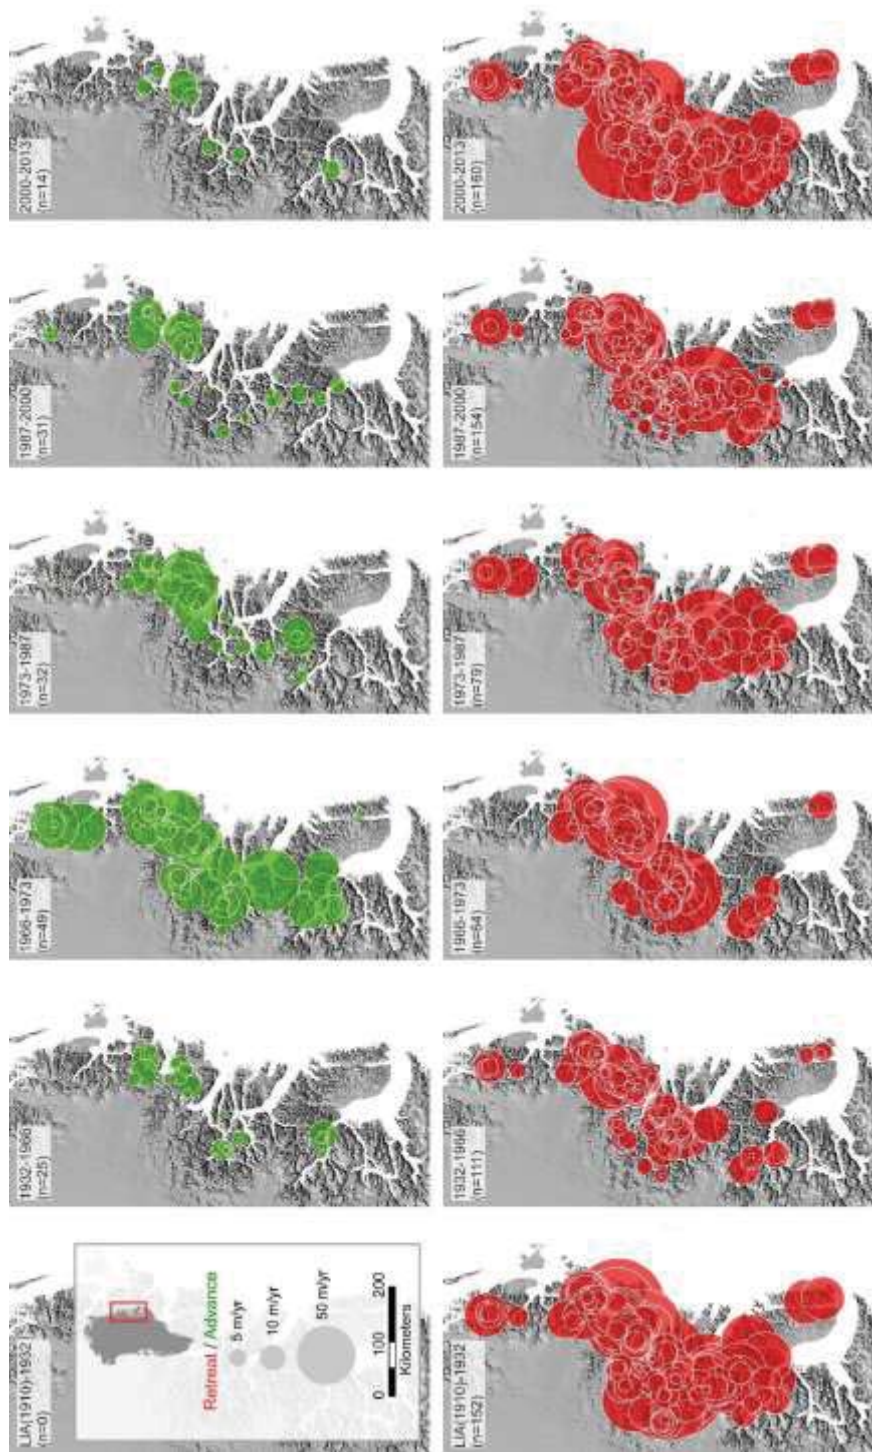 LIA(1910)-1932
(n=0)
Retreat / Advance
5 m/yr
10 m/yr
50 m/yr
0 100 200
Kilometers
1932-1966
(n=25)
1966-1973
(n=49)
1973-1987
(n=32)
1987-2000
(n=31)
2000-2013
(n=14)
LIA(1910)-1932
(n=152)
1932-1966
(n=111)
1966-1973
(n=64)
1973-1987
(n=79)
1987-2000
(n=154)
2000-2013
(n=160)